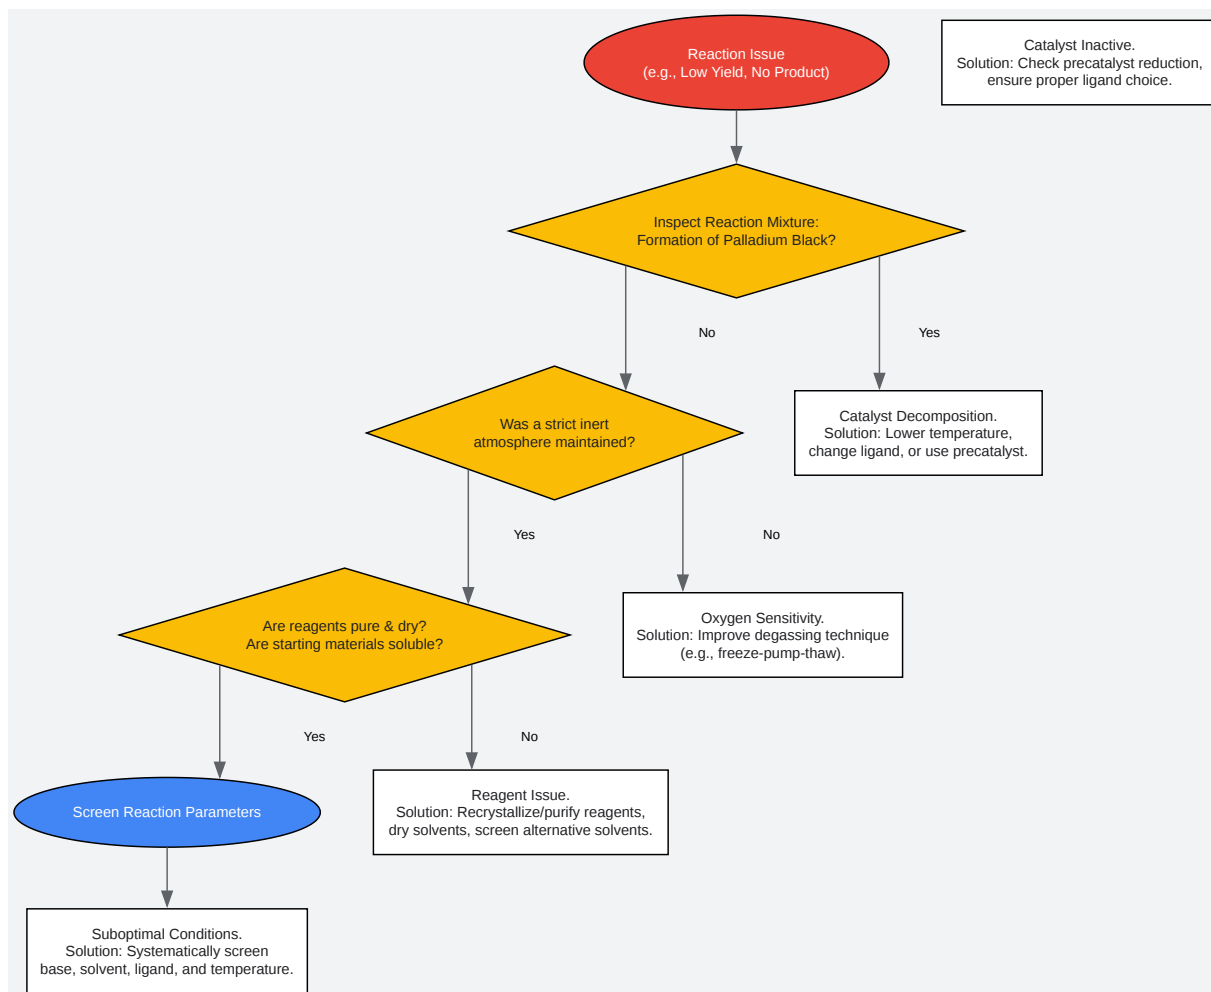 Reaction Issue
(e.g., Low Yield, No Product)
Catalyst Inactive.
Solution: Check precatalyst reduction,
ensure proper ligand choice.
Inspect Reaction Mixture:
Formation of Palladium Black?
No
Yes
Was a strict inert
atmosphere maintained?
Catalyst Decomposition.
Solution: Lower temperature,
change ligand, or use precatalyst.
Yes
No
Are reagents pure & dry?
Are starting materials soluble?
Oxygen Sensitivity.
Solution: Improve degassing technique
(e.g., freeze-pump-thaw).
Yes
No
Screen Reaction Parameters
Reagent Issue.
Solution: Recrystallize/purify reagents,
dry solvents, screen alternative solvents.
Suboptimal Conditions.
Solution: Systematically screen
base, solvent, ligand, and temperature.